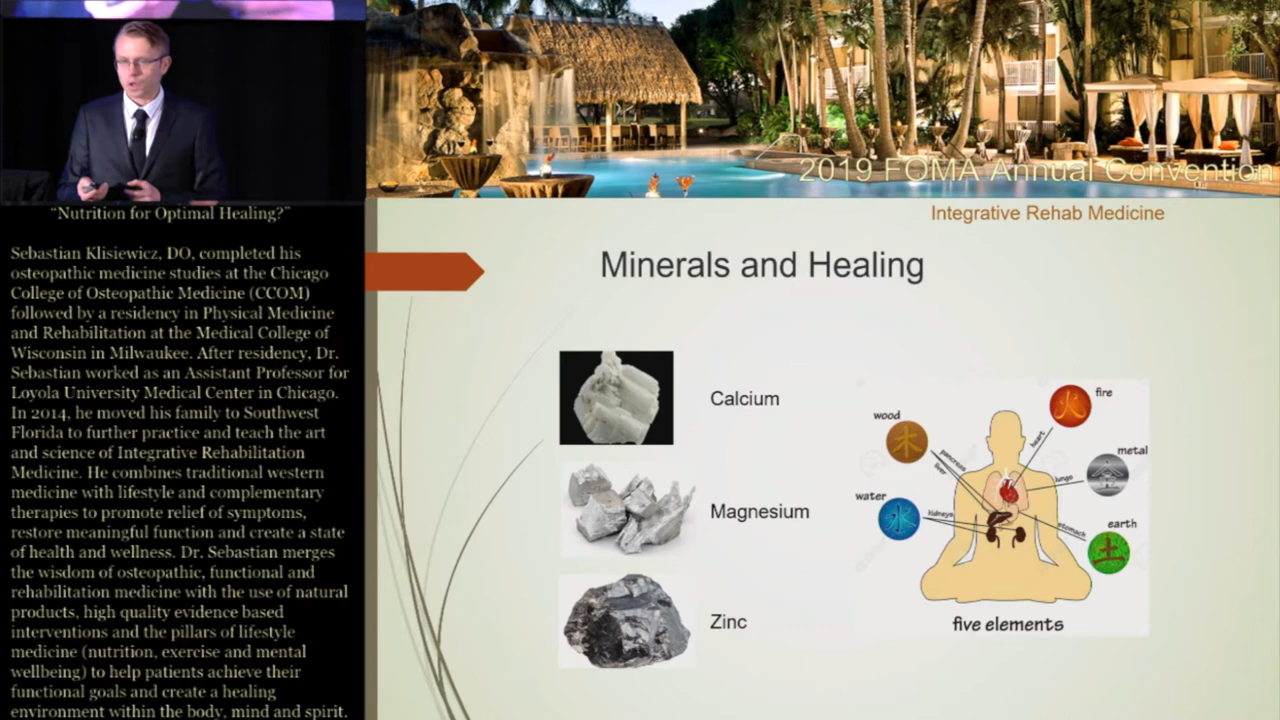 2019 FOMA Annual Convention
"Nutrition for Optimal Healing?"
Sebastian Klisiewicz, DO, completed his
osteopathic medicine studies at the Chicago
College of Osteopathic Medicine (CCOM)
followed by a residency in Physical Medicine
and Rehabilitation at the Medical College of
Wisconsin in Milwaukee. After residency, Dr.
Sebastian worked as an Assistant Professor for
Loyola University Medical Center in Chicago.
In 2014, he moved his family to Southwest
Florida to further practice and teach the art
and science of Integrative Rehabilitation
Medicine. He combines traditional western
medicine with lifestyle and complementary
therapies to promote relief of symptoms,
restore meaningful function and create a state
of health and wellness. Dr. Sebastian merges
the wisdom of osteopathic, functional and
rehabilitation medicine with the use of natural
products, high quality evidence based
interventions and the pillars of lifestyle
medicine (nutrition, exercise and mental
wellbeing) to help patients achieve their
functional goals and create a healing
environment within the body, mind and spirit.
Integrative Rehab Medicine
Minerals and Healing
Calcium
Magnesium
Zinc
fire
火
heart
wood
木
pancreas
liver
metal
lungs
water
水
kidneys
earth
土
stomach
five elements